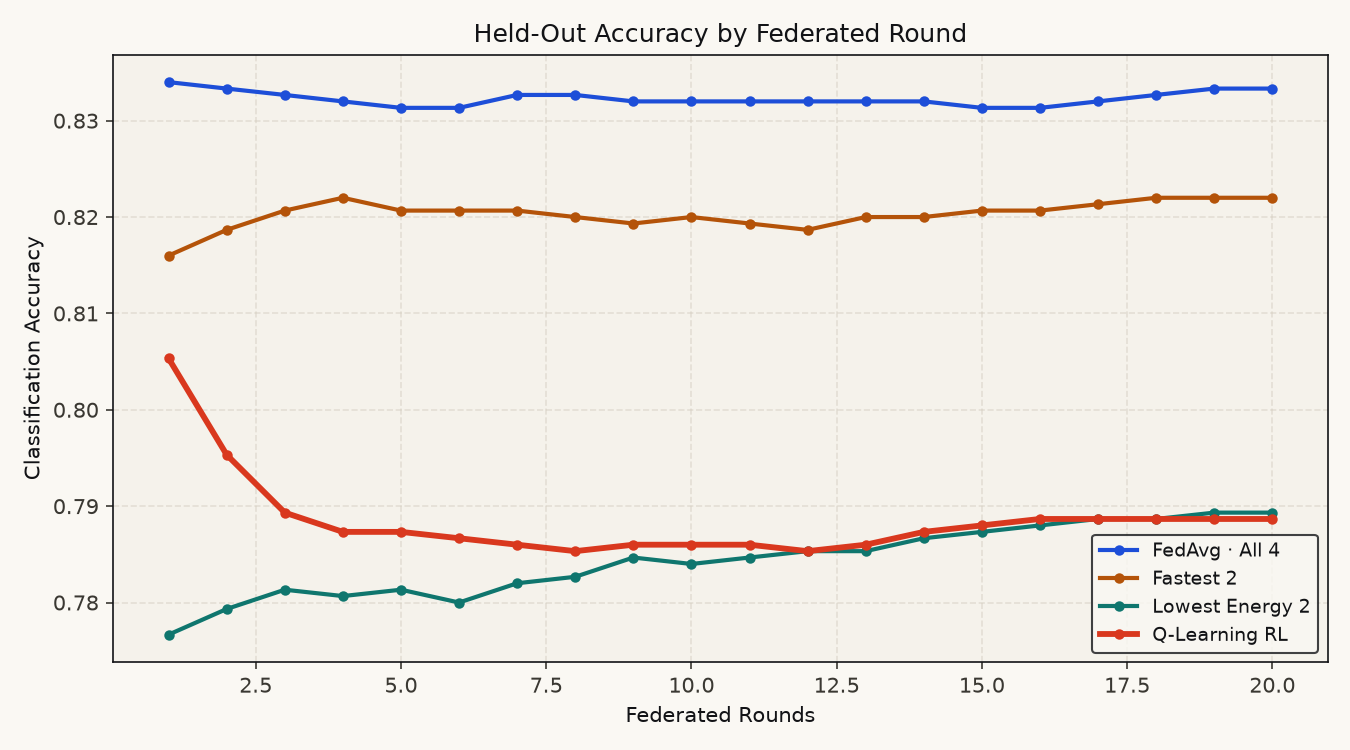 Held-Out Accuracy by Federated Round
Classification Accuracy
0.83
0.82
0.81
0.80
0.79
0.78
2.5 5.0 7.5 10.0 12.5 15.0 17.5 20.0
Federated Rounds
FedAvg · All 4
Fastest 2
Lowest Energy 2
Q-Learning RL